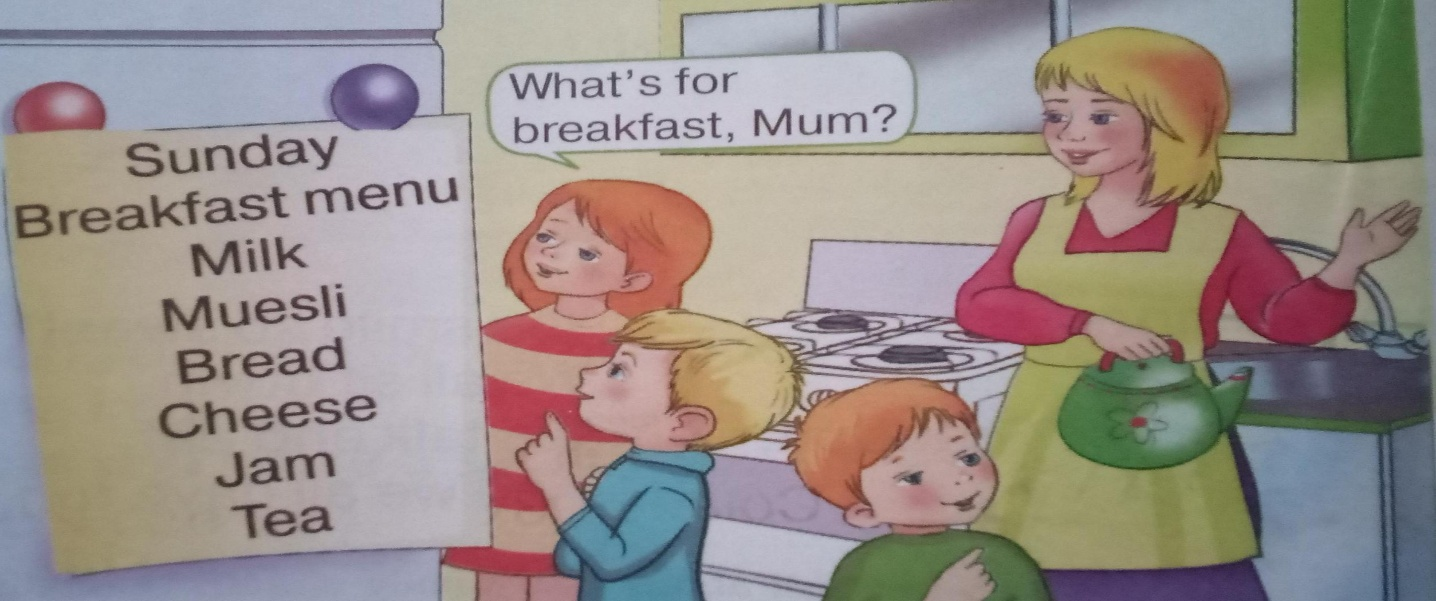 What's for
breakfast, Mum?
Sunday
Breakfast menu
Milk
Muesli
Bread
Cheese
Jam
Tea